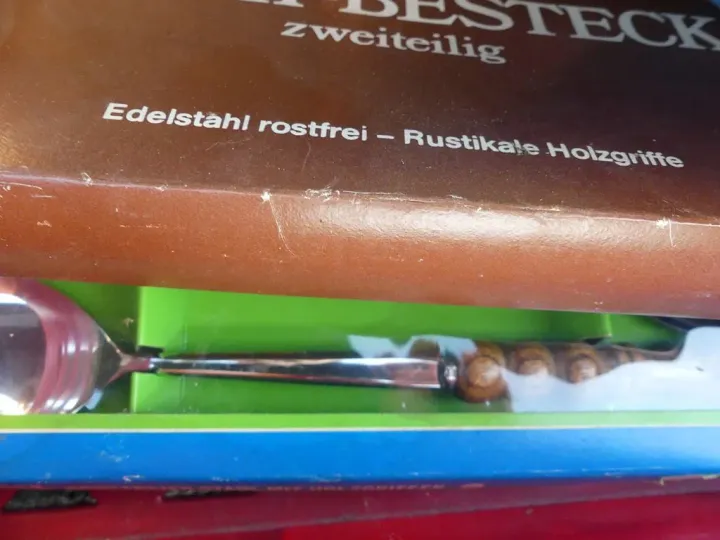 BESTECK
zweiteilig
Edelstahl rostfrei – Rustikale Holzgriffe